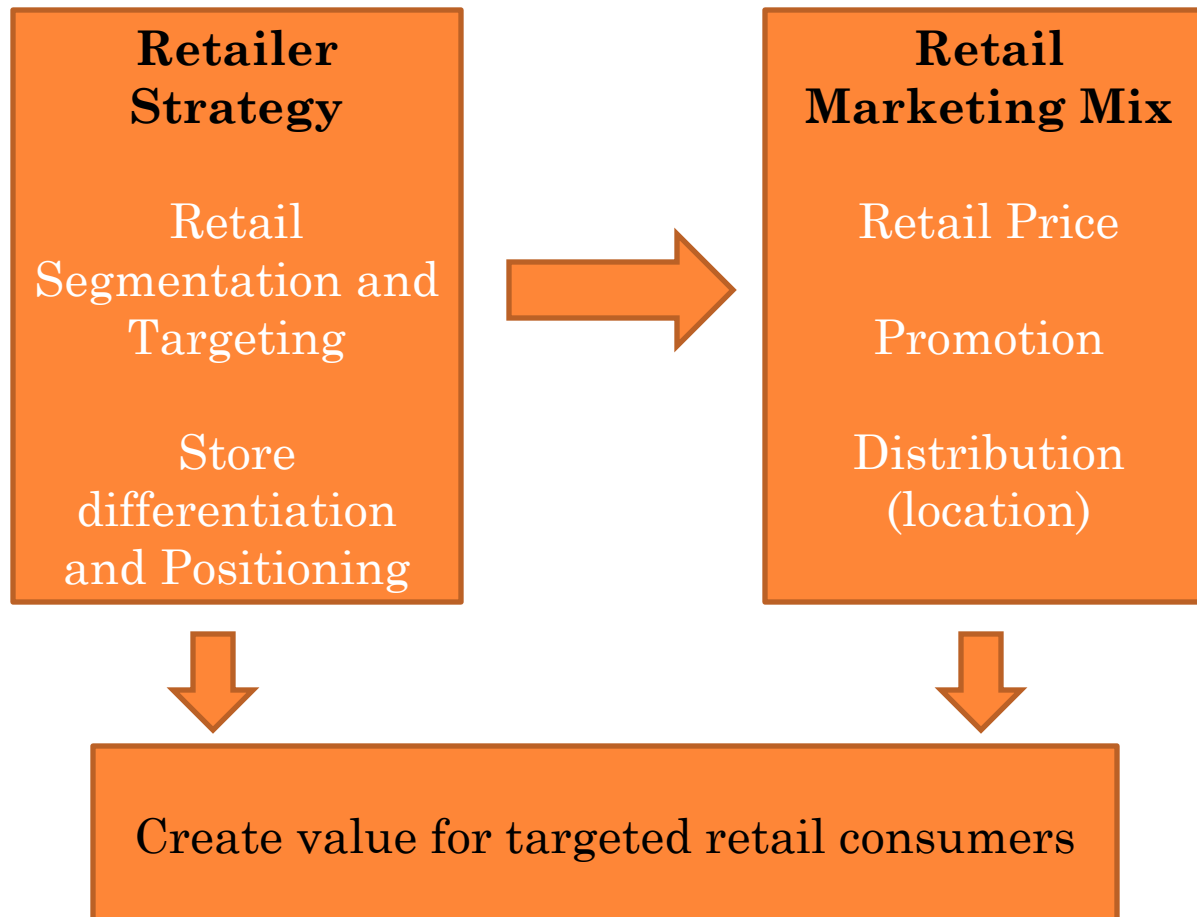 Retailer
Strategy
Retail
Segmentation and
Targeting
Store
differentiation
and Positioning
Retail
Marketing Mix
Retail Price
Promotion
Distribution
(location)
Create value for targeted retail consumers